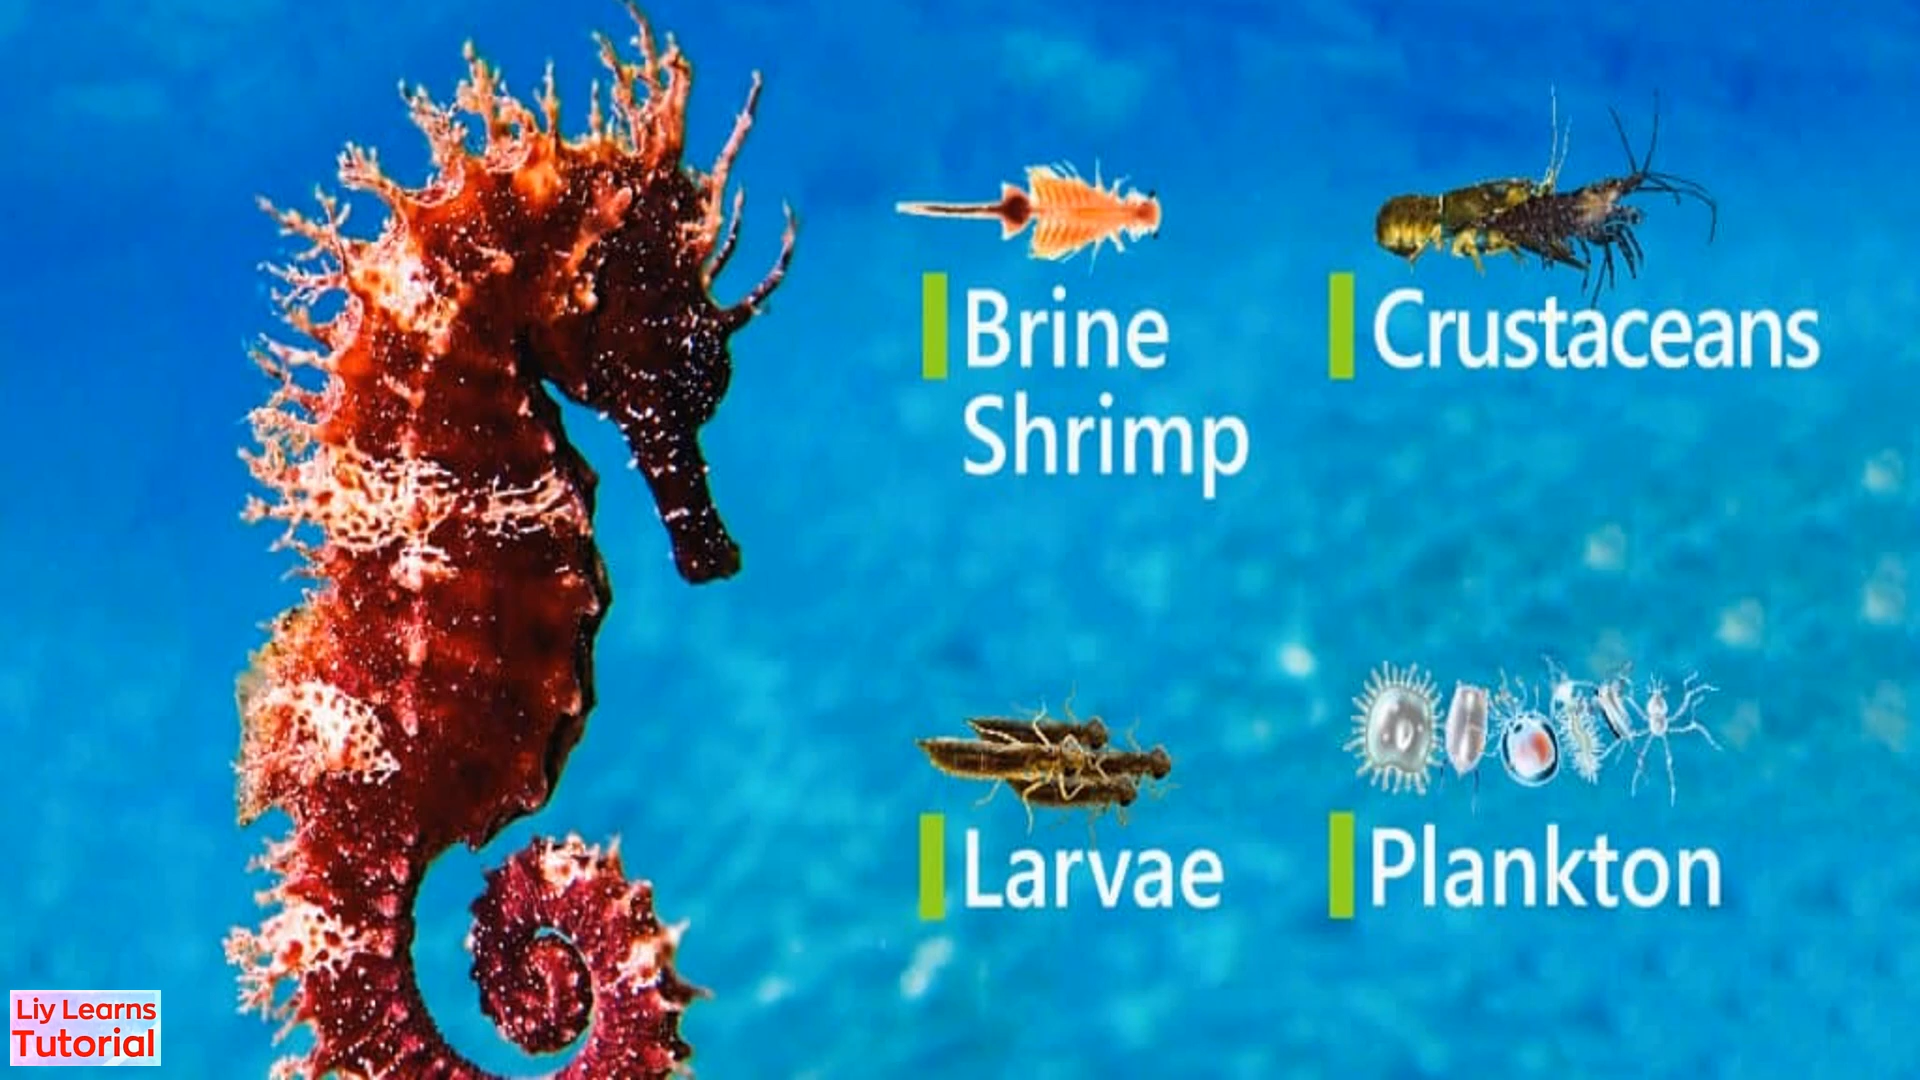 Brine
Shrimp
Crustaceans
Larvae
Plankton
Liy Learns
Tutorial